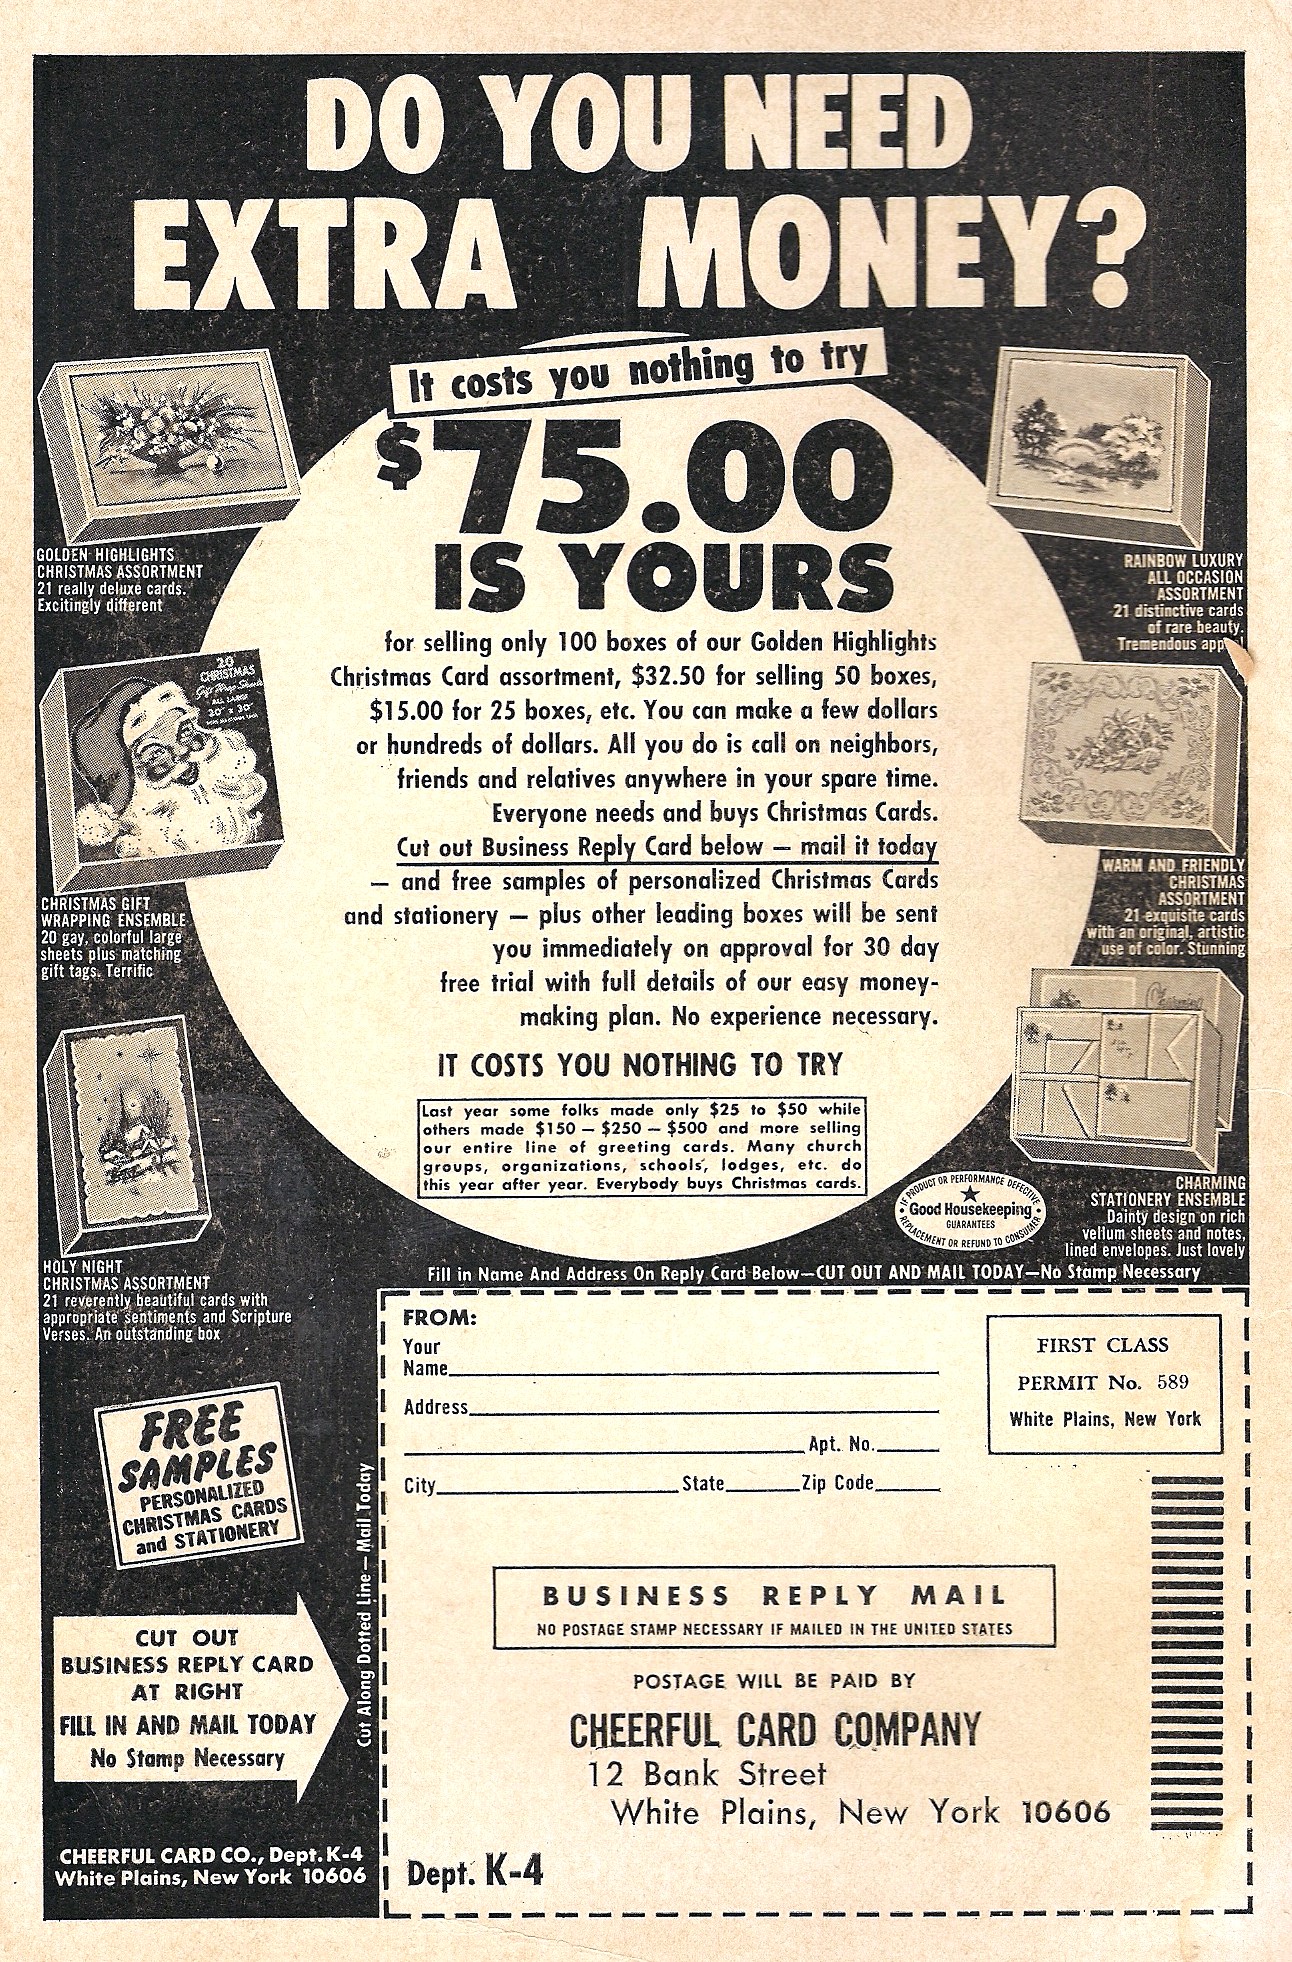 DO YOU NEED
EXTRA MONEY?
It costs you nothing to try
$75.00
IS YOURS
for selling only 100 boxes of our Golden Highlights
Christmas Card assortment, $32.50 for selling 50 boxes,
$15.00 for 25 boxes, etc. You can make a few dollars
or hundreds of dollars. All you do is call on neighbors,
friends and relatives anywhere in your spare time.
Everyone needs and buys Christmas Cards.
Cut out Business Reply Card below — mail it today
— and free samples of personalized Christmas Cards
and stationery — plus other leading boxes will be sent
you immediately on approval for 30 day
free trial with full details of our easy money-
making plan. No experience necessary.
IT COSTS YOU NOTHING TO TRY
Last year some folks made only $25 to $50 while
others made $150 — $250 — $500 and more selling
our entire line of greeting cards. Many church
groups, organizations, schools, lodges, etc. do
this year after year. Everybody buys Christmas cards.
GOLDEN HIGHLIGHTS
CHRISTMAS ASSORTMENT
21 really deluxe cards.
Excitingly different
20
CHRISTMAS
Gift Wrap Sheets
ALL LARGE
20" x 30"
CHRISTMAS GIFT
WRAPPING ENSEMBLE
20 gay, colorful large
sheets plus matching
gift tags. Terrific
HOLY NIGHT
CHRISTMAS ASSORTMENT
21 reverently beautiful cards with
appropriate sentiments and Scripture
Verses. An outstanding box
RAINBOW LUXURY
ALL OCCASION
ASSORTMENT
21 distinctive cards
of rare beauty.
Tremendous
WARM AND FRIENDLY
CHRISTMAS
ASSORTMENT
21 exquisite cards
with an original, artistic
use of color. Stunning
CHARMING
STATIONERY ENSEMBLE
Dainty design on rich
vellum sheets and notes,
lined envelopes. Just lovely
IF PRODUCT OR PERFORMANCE DEFECTIVE
Good Housekeeping
GUARANTEES
REPLACEMENT OR REFUND TO CONSUMER
Fill in Name And Address On Reply Card Below—CUT OUT AND MAIL TODAY—No Stamp Necessary
FREE
SAMPLES
PERSONALIZED
CHRISTMAS CARDS
and STATIONERY
CUT OUT
BUSINESS REPLY CARD
AT RIGHT
FILL IN AND MAIL TODAY
No Stamp Necessary
CHEERFUL CARD CO., Dept. K-4
White Plains, New York 10606
Cut Along Dotted Line — Mail Today
FROM:
Your
Name
Address
Apt. No.
City State Zip Code
FIRST CLASS
PERMIT No. 589
White Plains, New York
BUSINESS REPLY MAIL
NO POSTAGE STAMP NECESSARY IF MAILED IN THE UNITED STATES
POSTAGE WILL BE PAID BY
CHEERFUL CARD COMPANY
12 Bank Street
White Plains, New York 10606
Dept. K-4